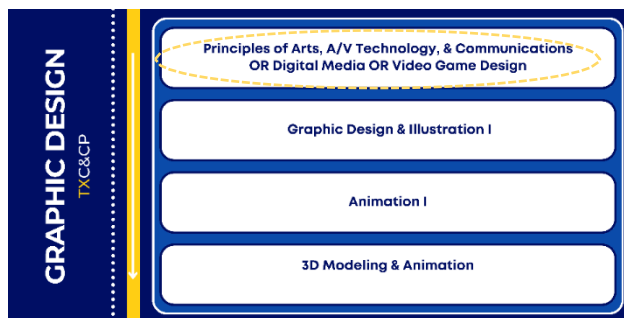 GRAPHIC DESIGN
TXC&CP
Principles of Arts, A/V Technology, & Communications
OR Digital Media OR Video Game Design
Graphic Design & Illustration I
Animation I
3D Modeling & Animation